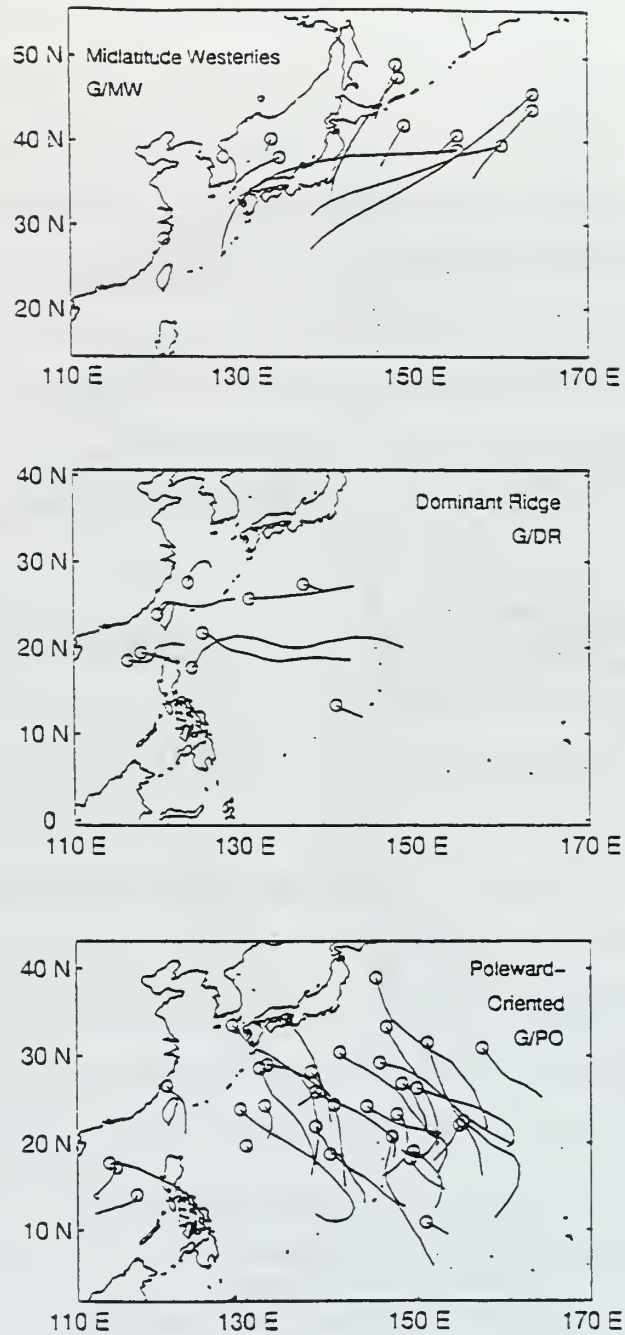 50 N
Midlatitude Westerlies
G/MW
40 N
30 N
20 N
110 E 130 E 150 E 170 E
40 N
Dominant Ridge
G/DR
30 N
20 N
10 N
0
110 E 130 E 150 E 170 E
40 N
Poleward-
Oriented
G/PO
30 N
20 N
10 N
110 E 130 E 150 E 170 E